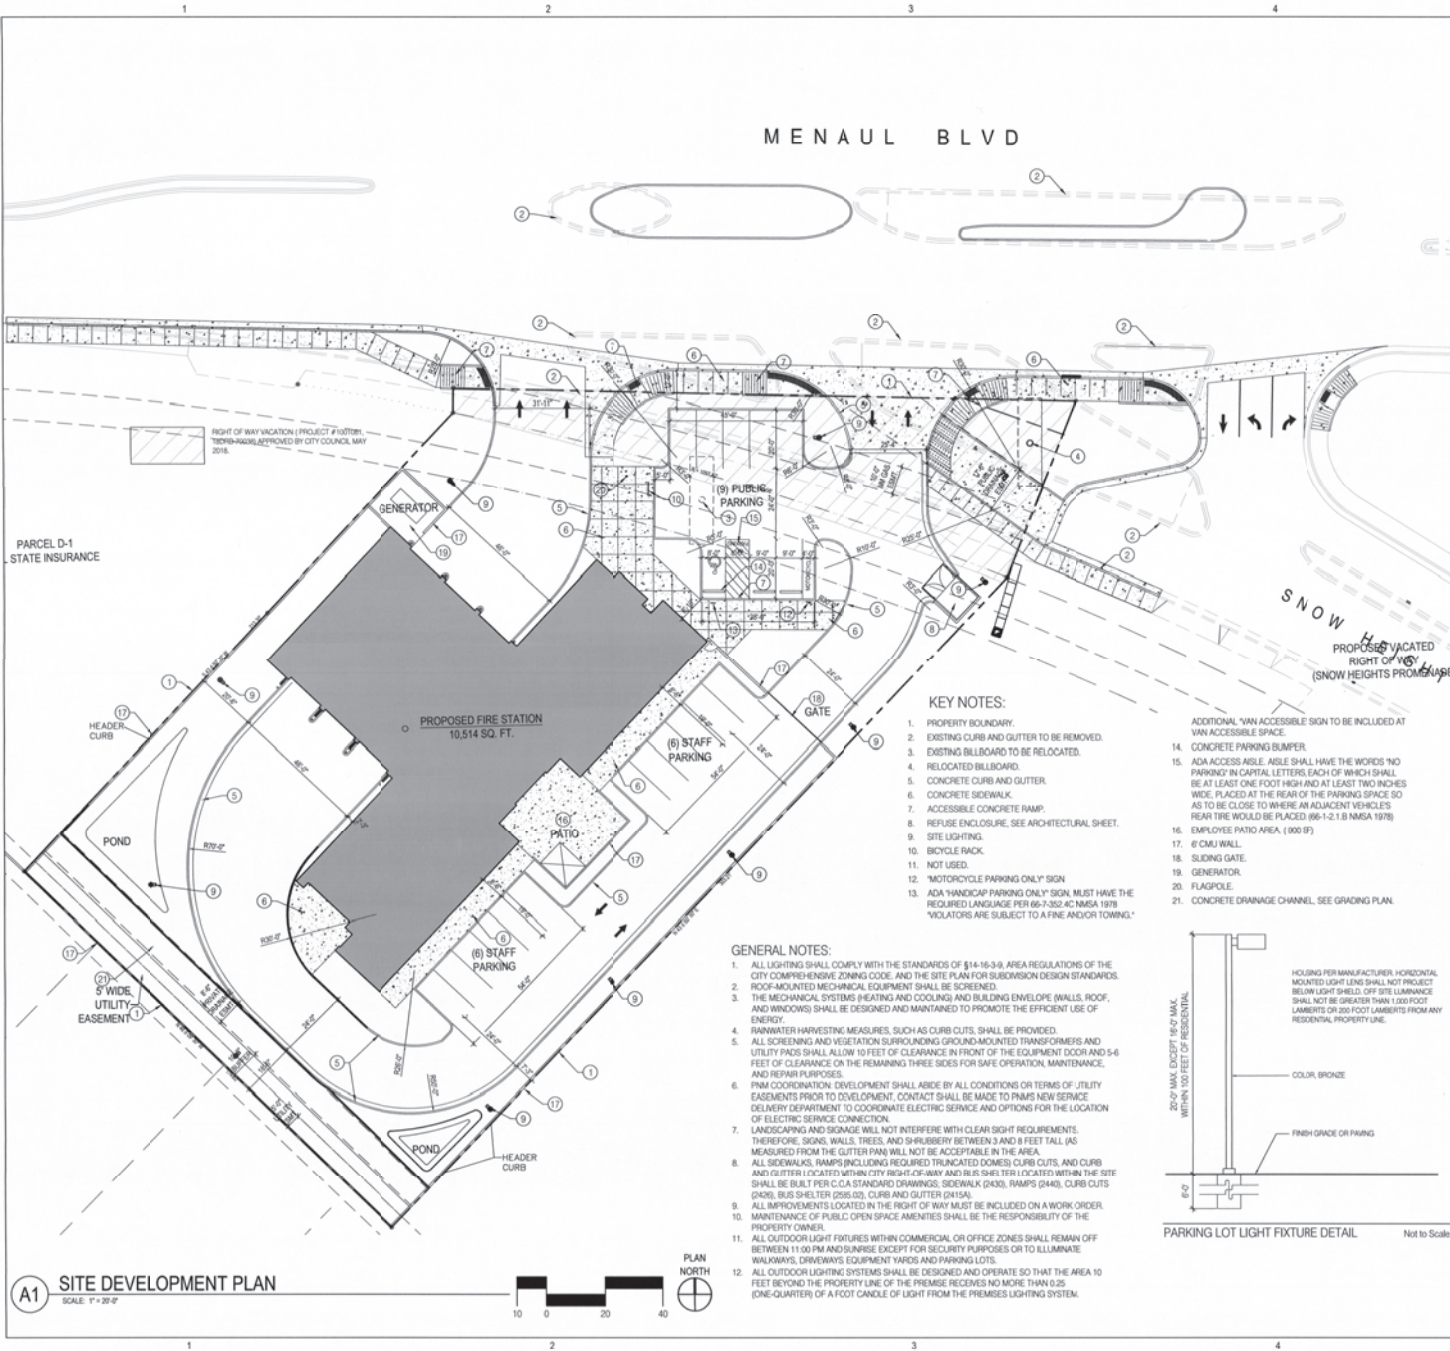 1 2 3 4
MENAUL BLVD
RIGHT OF WAY VACATION ( PROJECT #1001081,
APPROVED BY CITY COUNCIL MAY
2018.
PARCEL D-1
STATE INSURANCE
GENERATOR
(9) PUBLIC
PARKING
MOTORCYCLE
SNOW
PROPOSED VACATED
RIGHT OF WAY
(SNOW HEIGHTS PROMENADE
GATE
PROPOSED FIRE STATION
10,514 SQ. FT.
(6) STAFF
PARKING
PATIO
(6) STAFF
PARKING
HEADER
CURB
POND
5' WIDE
UTILITY
EASEMENT
POND
HEADER
CURB
KEY NOTES:
1. PROPERTY BOUNDARY.
2. EXISTING CURB AND GUTTER TO BE REMOVED.
3. EXISTING BILLBOARD TO BE RELOCATED.
4. RELOCATED BILLBOARD.
5. CONCRETE CURB AND GUTTER.
6. CONCRETE SIDEWALK.
7. ACCESSIBLE CONCRETE RAMP.
8. REFUSE ENCLOSURE, SEE ARCHITECTURAL SHEET.
9. SITE LIGHTING.
10. BICYCLE RACK.
11. NOT USED.
12. "MOTORCYCLE PARKING ONLY" SIGN
13. ADA "HANDICAP PARKING ONLY" SIGN, MUST HAVE THE
REQUIRED LANGUAGE PER 66-7-352.4C NMSA 1978
"VIOLATORS ARE SUBJECT TO A FINE AND/OR TOWING."
ADDITIONAL "VAN ACCESSIBLE SIGN TO BE INCLUDED AT
VAN ACCESSIBLE SPACE.
14. CONCRETE PARKING BUMPER.
15. ADA ACCESS AISLE. AISLE SHALL HAVE THE WORDS "NO
PARKING" IN CAPITAL LETTERS, EACH OF WHICH SHALL
BE AT LEAST ONE FOOT HIGH AND AT LEAST TWO INCHES
WIDE, PLACED AT THE REAR OF THE PARKING SPACE SO
AS TO BE CLOSE TO WHERE AN ADJACENT VEHICLE'S
REAR TIRE WOULD BE PLACED. (66-1-2.1.B NMSA 1978)
16. EMPLOYEE PATIO AREA. ( 000 SF)
17. 6' CMU WALL.
18. SLIDING GATE.
19. GENERATOR.
20. FLAGPOLE.
21. CONCRETE DRAINAGE CHANNEL, SEE GRADING PLAN.
GENERAL NOTES:
1. ALL LIGHTING SHALL COMPLY WITH THE STANDARDS OF §14-16-3-9, AREA REGULATIONS OF THE
CITY COMPREHENSIVE ZONING CODE, AND THE SITE PLAN FOR SUBDIVISION DESIGN STANDARDS.
2. ROOF-MOUNTED MECHANICAL EQUIPMENT SHALL BE SCREENED.
3. THE MECHANICAL SYSTEMS (HEATING AND COOLING) AND BUILDING ENVELOPE (WALLS, ROOF,
AND WINDOWS) SHALL BE DESIGNED AND MAINTAINED TO PROMOTE THE EFFICIENT USE OF
ENERGY.
4. RAINWATER HARVESTING MEASURES, SUCH AS CURB CUTS, SHALL BE PROVIDED.
5. ALL SCREENING AND VEGETATION SURROUNDING GROUND-MOUNTED TRANSFORMERS AND
UTILITY PADS SHALL ALLOW 10 FEET OF CLEARANCE IN FRONT OF THE EQUIPMENT DOOR AND 5-6
FEET OF CLEARANCE ON THE REMAINING THREE SIDES FOR SAFE OPERATION, MAINTENANCE,
AND REPAIR PURPOSES.
6. PNM COORDINATION: DEVELOPMENT SHALL ABIDE BY ALL CONDITIONS OR TERMS OF UTILITY
EASEMENTS PRIOR TO DEVELOPMENT, CONTACT SHALL BE MADE TO PNM'S NEW SERVICE
DELIVERY DEPARTMENT TO COORDINATE ELECTRIC SERVICE AND OPTIONS FOR THE LOCATION
OF ELECTRIC SERVICE CONNECTION.
7. LANDSCAPING AND SIGNAGE WILL NOT INTERFERE WITH CLEAR SIGHT REQUIREMENTS.
THEREFORE, SIGNS, WALLS, TREES, AND SHRUBBERY BETWEEN 3 AND 8 FEET TALL (AS
MEASURED FROM THE GUTTER PAN) WILL NOT BE ACCEPTABLE IN THE AREA.
8. ALL SIDEWALKS, RAMPS (INCLUDING REQUIRED TRUNCATED DOMES) CURB CUTS, AND CURB
AND GUTTER LOCATED WITHIN CITY RIGHT-OF-WAY AND BUS SHELTER LOCATED WITHIN THE SITE
SHALL BE BUILT PER C.O.A STANDARD DRAWINGS; SIDEWALK (2430), RAMPS (2440), CURB CUTS
(2426), BUS SHELTER (2535.02), CURB AND GUTTER (2415A).
9. ALL IMPROVEMENTS LOCATED IN THE RIGHT OF WAY MUST BE INCLUDED ON A WORK ORDER.
10. MAINTENANCE OF PUBLIC OPEN SPACE AMENITIES SHALL BE THE RESPONSIBILITY OF THE
PROPERTY OWNER.
11. ALL OUTDOOR LIGHT FIXTURES WITHIN COMMERCIAL OR OFFICE ZONES SHALL REMAIN OFF
BETWEEN 11:00 PM AND SUNRISE EXCEPT FOR SECURITY PURPOSES OR TO ILLUMINATE
WALKWAYS, DRIVEWAYS EQUIPMENT YARDS AND PARKING LOTS.
12. ALL OUTDOOR LIGHTING SYSTEMS SHALL BE DESIGNED AND OPERATE SO THAT THE AREA 10
FEET BEYOND THE PROPERTY LINE OF THE PREMISE RECEIVES NO MORE THAN 0.25
(ONE-QUARTER) OF A FOOT CANDLE OF LIGHT FROM THE PREMISES LIGHTING SYSTEM.
20'-0" MAX. EXCEPT 16'-0" MAX.
WITHIN 100 FEET OF RESIDENTIAL
6'-0"
HOUSING PER MANUFACTURER. HORIZONTAL
MOUNTED LIGHT LENS SHALL NOT PROJECT
BELOW LIGHT SHIELD. OFF SITE LUMINANCE
SHALL NOT BE GREATER THAN 1,000 FOOT
LAMBERTS OR 200 FOOT LAMBERTS FROM ANY
RESIDENTIAL PROPERTY LINE.
COLOR, BRONZE
FINISH GRADE OR PAVING
PARKING LOT LIGHT FIXTURE DETAIL Not to Scale
A1 SITE DEVELOPMENT PLAN
SCALE: 1" = 20'-0"
10 0 20 40
PLAN
NORTH
1 2 3 4